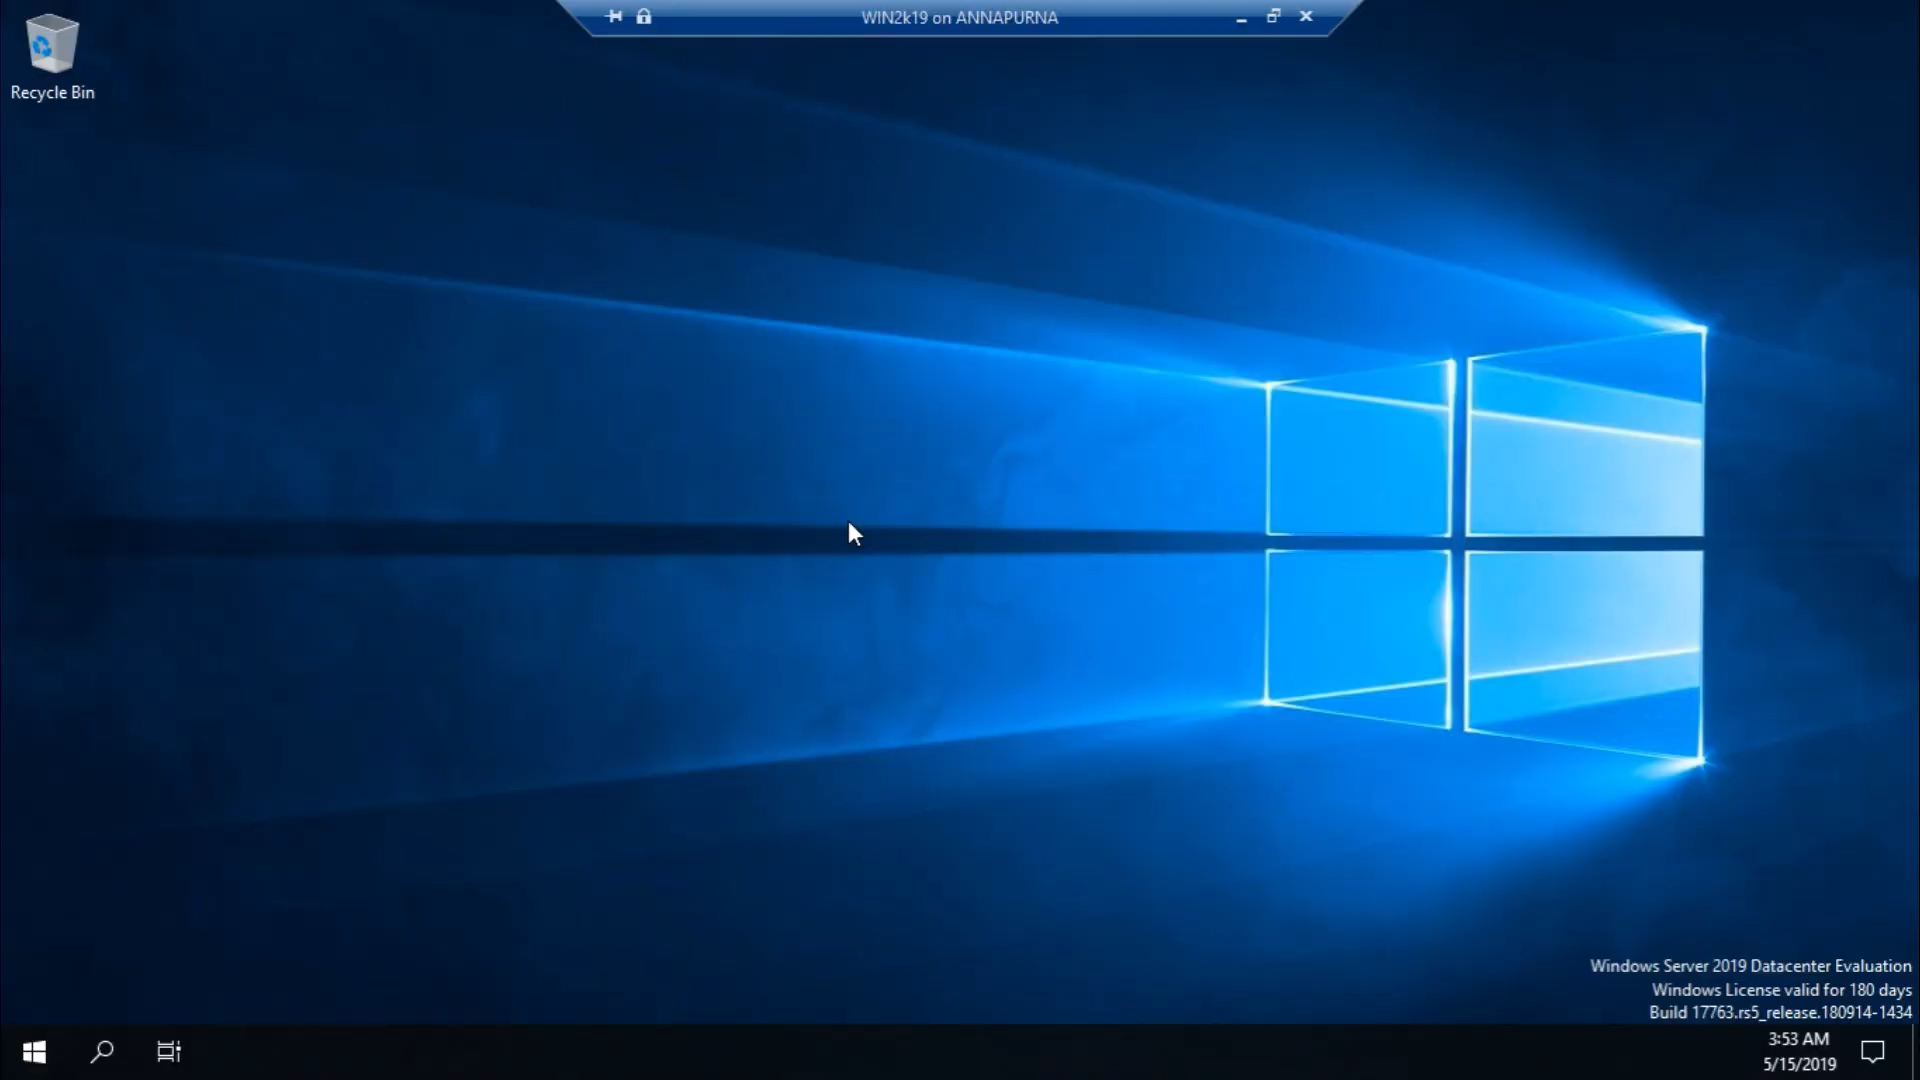 WIN2k19 on ANNAPURNA
Recycle Bin
Windows Server 2019 Datacenter Evaluation
Windows License valid for 180 days
Build 17763.rs5_release.180914-1434
3:53 AM
5/15/2019